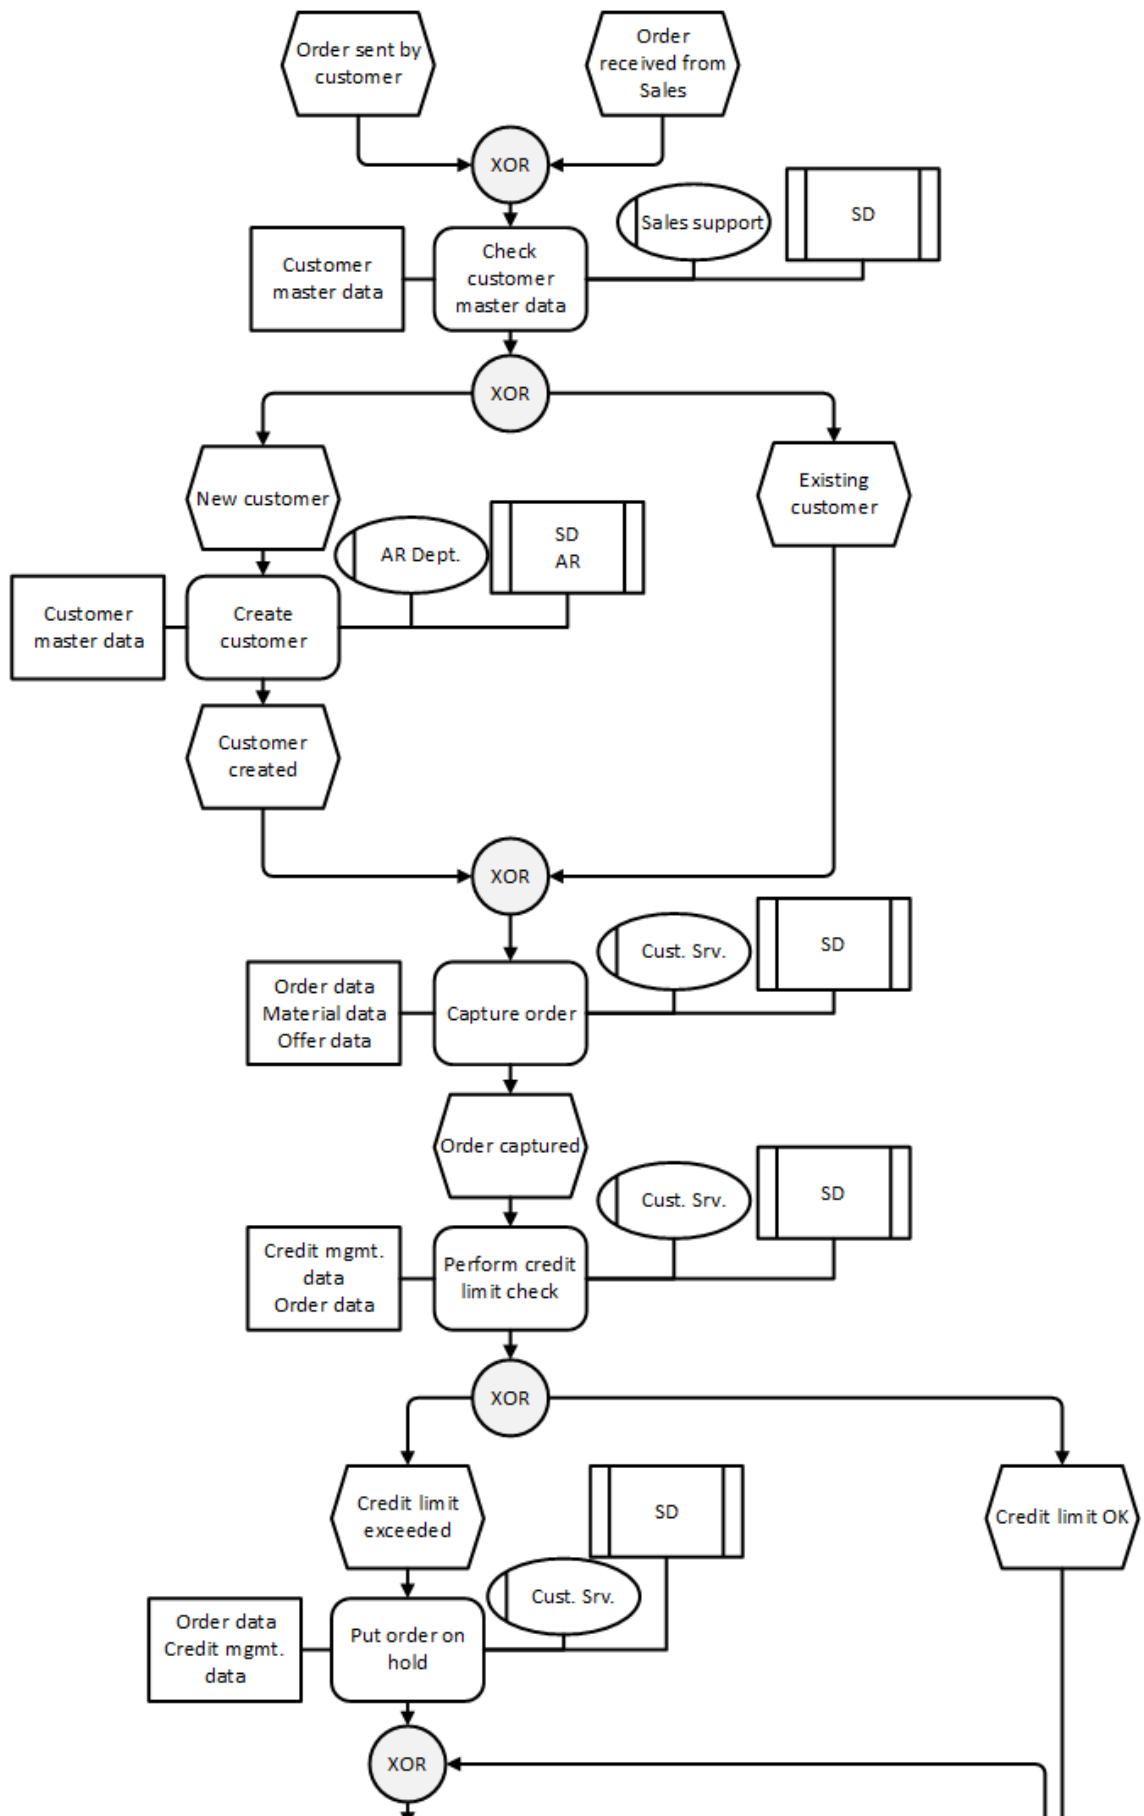 Order sent by
customer
Order
received from
Sales
XOR
Sales support
SD
Customer
master data
Check
customer
master data
XOR
New customer
Existing
customer
AR Dept.
SD
AR
Customer
master data
Create
customer
Customer
created
XOR
Cust. Srv.
SD
Order data
Material data
Offer data
Capture order
Order captured
Cust. Srv.
SD
Credit mgmt.
data
Order data
Perform credit
limit check
XOR
Credit limit
exceeded
SD
Credit limit OK
Cust. Srv.
Order data
Credit mgmt.
data
Put order on
hold
XOR